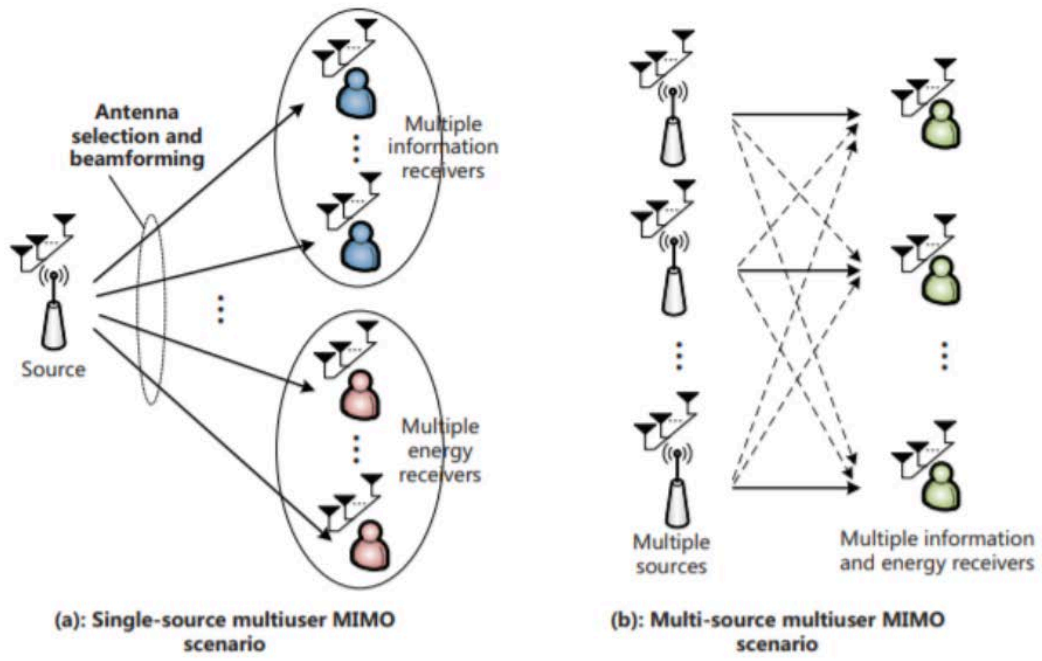 Antenna
selection and
beamforming
Multiple
information
receivers
Source
Multiple
energy
receivers
(a): Single-source multiuser MIMO
scenario
Multiple
sources
Multiple information
and energy receivers
(b): Multi-source multiuser MIMO
scenario